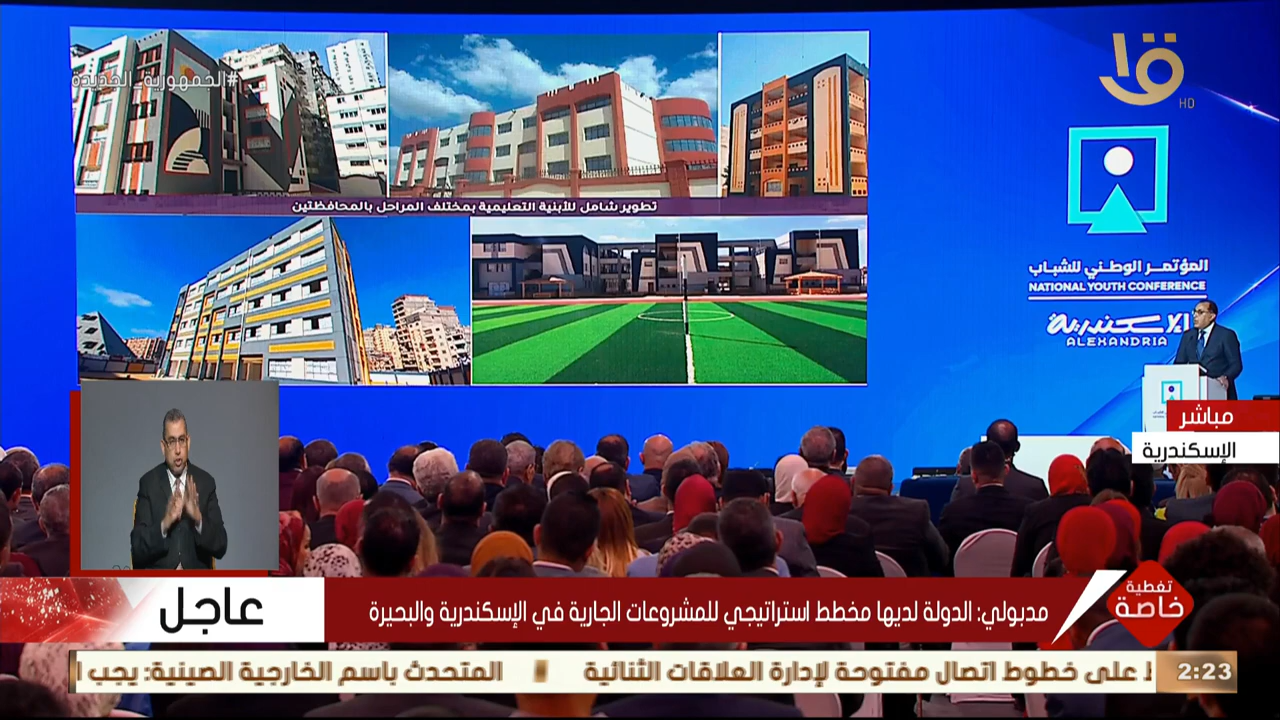 #الجمهورية_الجديدة
HD
تطوير شامل للأبنية التعليمية بمختلف المراحل بالمحافظتين
المؤتمر الوطني للشباب
NATIONAL YOUTH CONFERENCE
الإسكندرية
ALEXANDRIA
مباشر
الإسكندرية
تغطية
خاصة
مدبولي: الدولة لديها مخطط استراتيجي للمشروعات الجارية في الإسكندرية والبحيرة
عاجل
على خطوط اتصال مفتوحة لإدارة العلاقات الثنائية
المتحدث باسم الخارجية الصينية: يجب
2:23